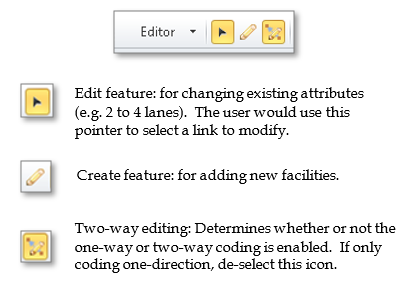 Editor
Edit feature: for changing existing attributes
(e.g. 2 to 4 lanes). The user would use this
pointer to select a link to modify.
Create feature: for adding new facilities.
Two-way editing: Determines whether or not the
one-way or two-way coding is enabled. If only
coding one-direction, de-select this icon.